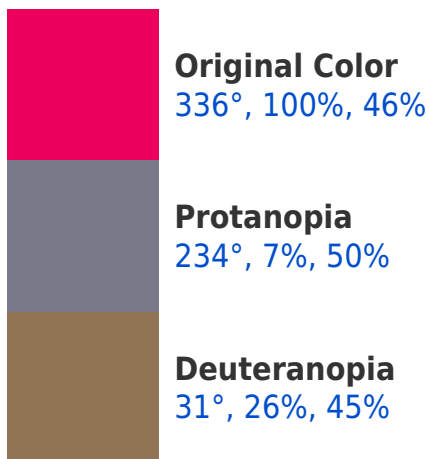 Original Color
336°, 100%, 46%
Protanopia
234°, 7%, 50%
Deuteranopia
31°, 26%, 45%